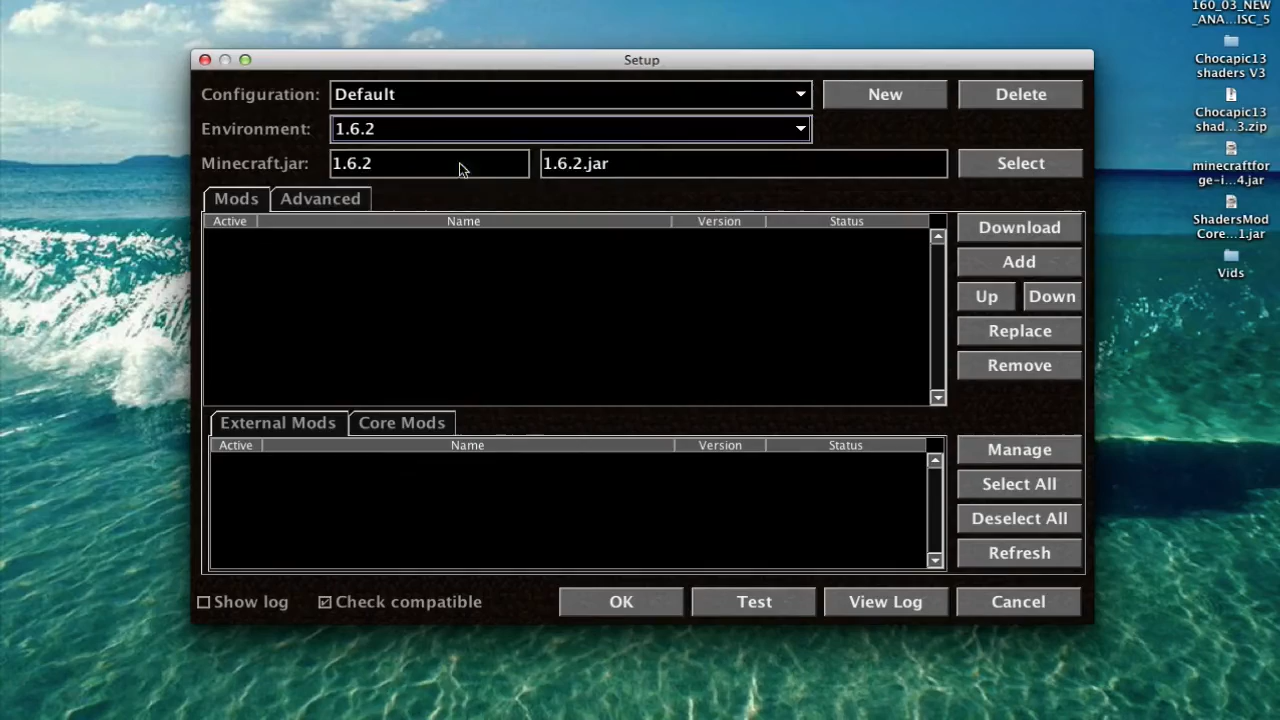 160_03_NEW
_ANA...ISC_5
Setup
Configuration: Default New Delete
Environment: 1.6.2
Minecraft.jar: 1.6.2 1.6.2.jar Select
Mods Advanced
Active Name Version Status
Download
Add
Up Down
Replace
Remove
External Mods Core Mods
Active Name Version Status
Manage
Select All
Deselect All
Refresh
Show log Check compatible OK Test View Log Cancel
Chocapic13
shaders V3
Chocapic13
shad...3.zip
minecraftfor
ge-i...4.jar
ShadersMod
Core...1.jar
Vids